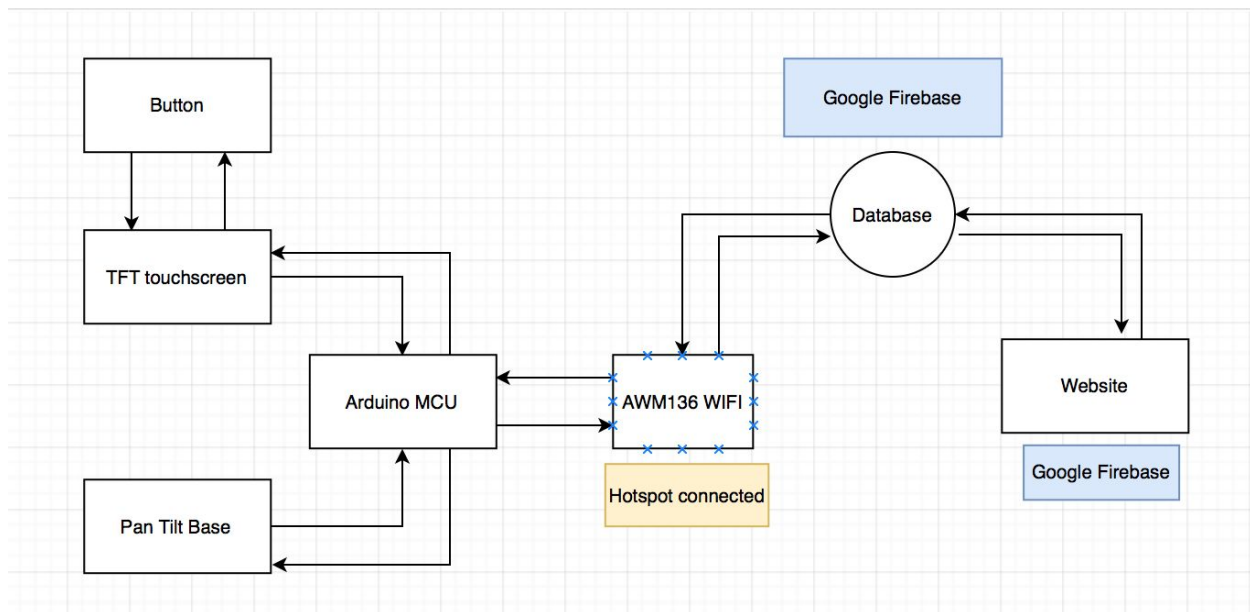 Button
Google Firebase
Database
TFT touchscreen
Arduino MCU
AWM136 WIFI
Website
Hotspot connected
Google Firebase
Pan Tilt Base